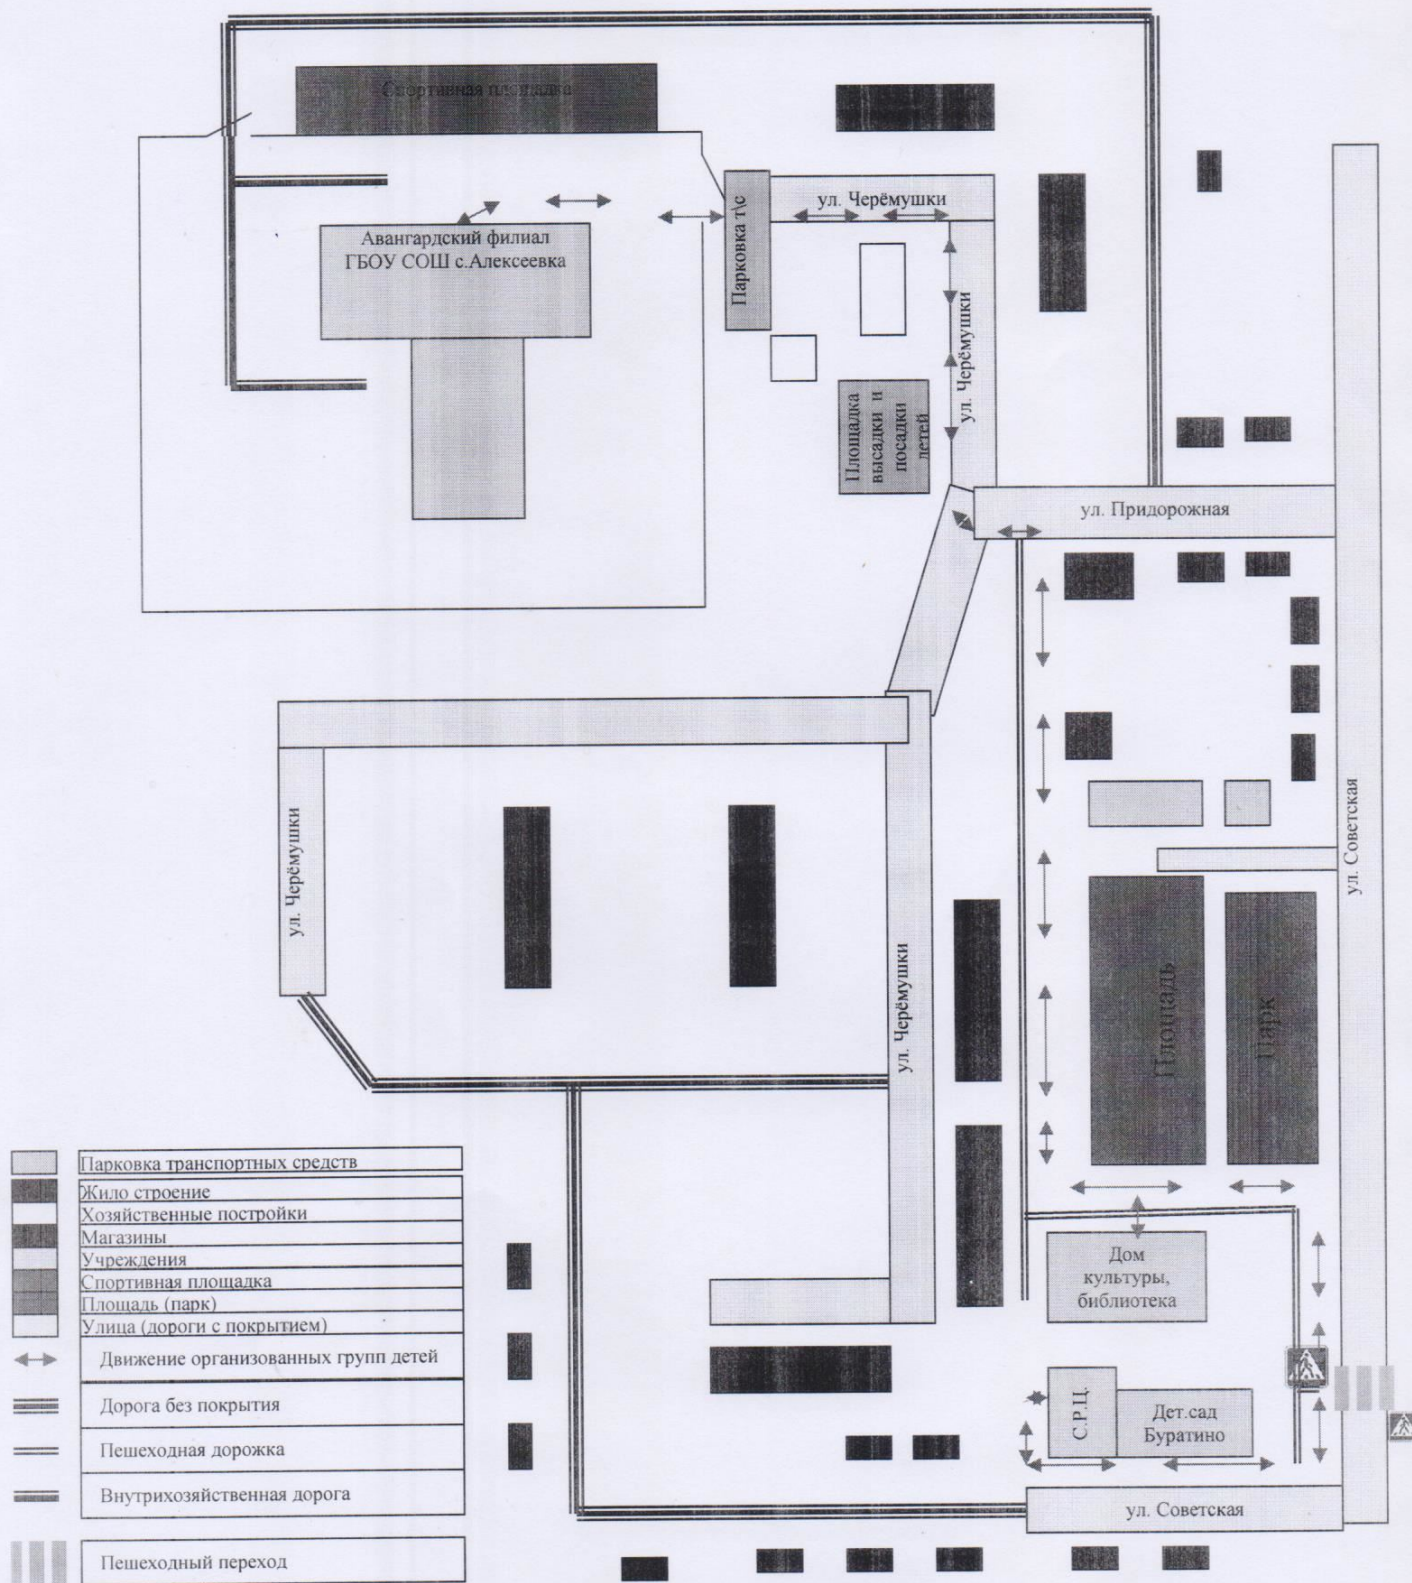 Спортивная площадка
ул. Черёмушки
Авангардский филиал
ГБОУ СОШ с.Алексеевка
Парковка т\с
ул. Черёмушки
Площадка
высадки и
посадки
детей
ул. Придорожная
ул. Советская
ул. Черёмушки
ул. Черёмушки
Площадь
Парк
Дом
культуры,
библиотека
С.Р.Ц.
Дет.сад
Буратино
ул. Советская
Парковка транспортных средств
Жило строение
Хозяйственные постройки
Магазины
Учреждения
Спортивная площадка
Площадь (парк)
Улица (дороги с покрытием)
Движение организованных групп детей
Дорога без покрытия
Пешеходная дорожка
Внутрихозяйственная дорога
Пешеходный переход